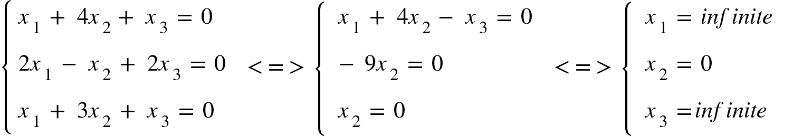 x₁ + 4x₂ + x₃ = 0 x₁ + 4x₂ − x₃ = 0 x₁ = infinite
2x₁ − x₂ + 2x₃ = 0 <=> − 9x₂ = 0 <=> x₂ = 0
x₁ + 3x₂ + x₃ = 0 x₂ = 0 x₃ =infinite